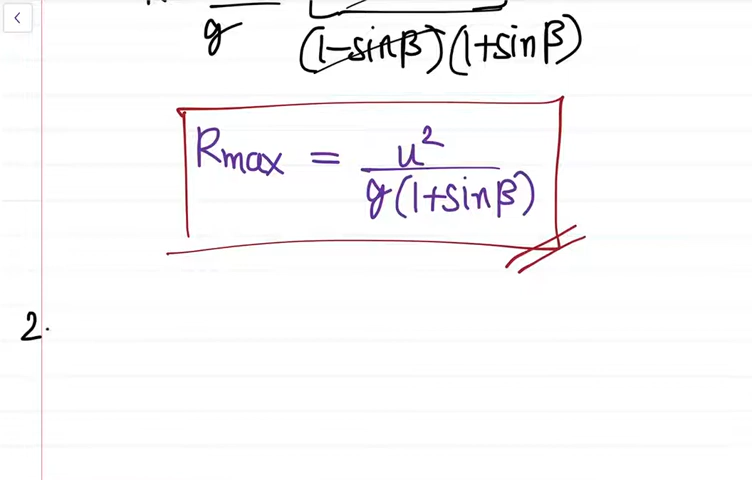 g (1-sinβ)(1+sinβ)
Rmax = u²
g(1+sinβ)
2.